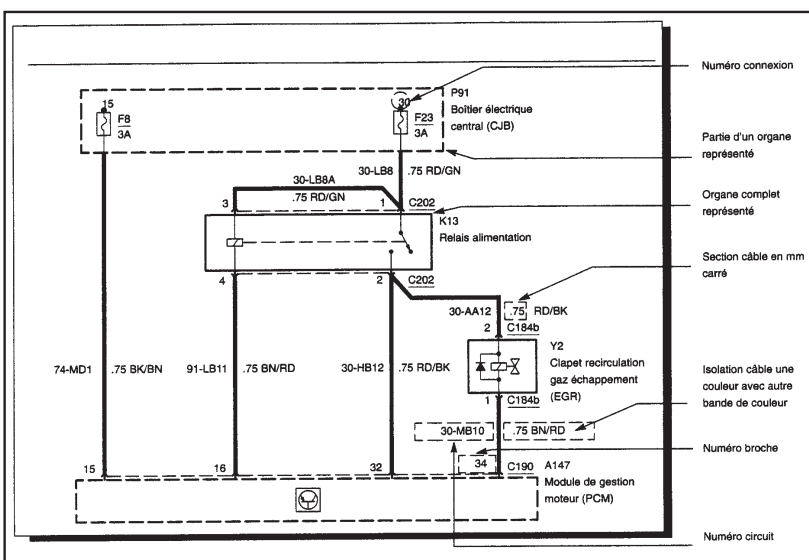 Numéro connexion
15
30
P91
Boîtier électrique
central (CJB)
F8
3A
F23
3A
Partie d'un organe
représenté
30-LB8
.75 RD/GN
30-LB8A
.75 RD/GN
3
1
C202
Organe complet
représenté
K13
Relais alimentation
Section câble en mm
carré
4
2
C202
30-AA12
.75
RD/BK
2
C184b
Y2
Clapet recirculation
gaz échappement
(EGR)
74-MD1
.75 BK/BN
91-LB11
.75 BN/RD
30-HB12
.75 RD/BK
Isolation câble une
couleur avec autre
bande de couleur
1
C184b
30-MB10
.75 BN/RD
Numéro broche
15
16
32
34
C190
A147
Module de gestion
moteur (PCM)
Numéro circuit